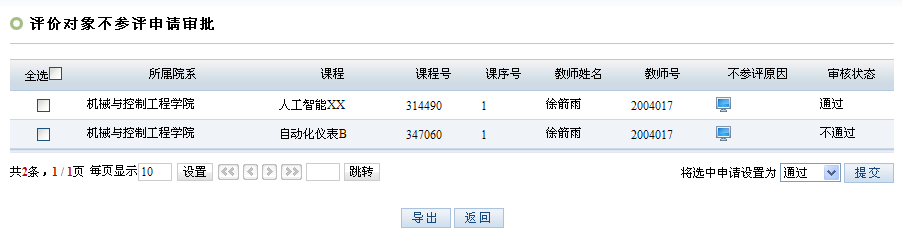 评价对象不参评申请审批
全选 所属院系 课程 课程号 课序号 教师姓名 教师号 不参评原因 审核状态
机械与控制工程学院 人工智能XX 314490 1 徐箭雨 2004017 通过
机械与控制工程学院 自动化仪表B 347060 1 徐箭雨 2004017 不通过
共2条，1 / 1页 每页显示 10 设置 跳转 将选中申请设置为 通过 提交
导出 返回